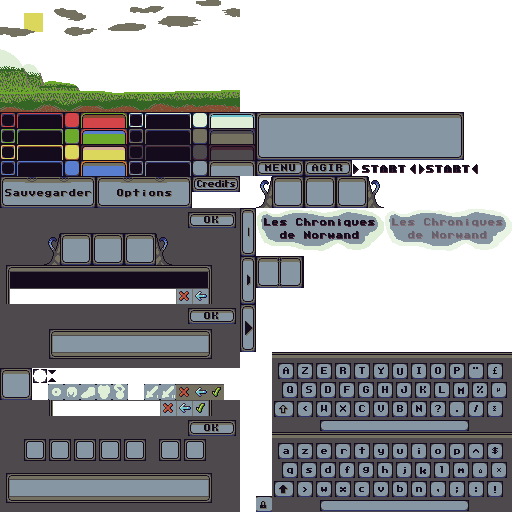 MENU AGIR START START
Sauvegarder Options Credits
OK
Les Chroniques
de Norwand
Les Chroniques
de Norwand
OK
A Z E R T Y U I O P ¨ £
Q S D F G H J K L M %
< W X C V B N ? . /
OK
a z e r t y u i o p ^ $
q s d f g h j k l m
> w x c v b n , ; : !